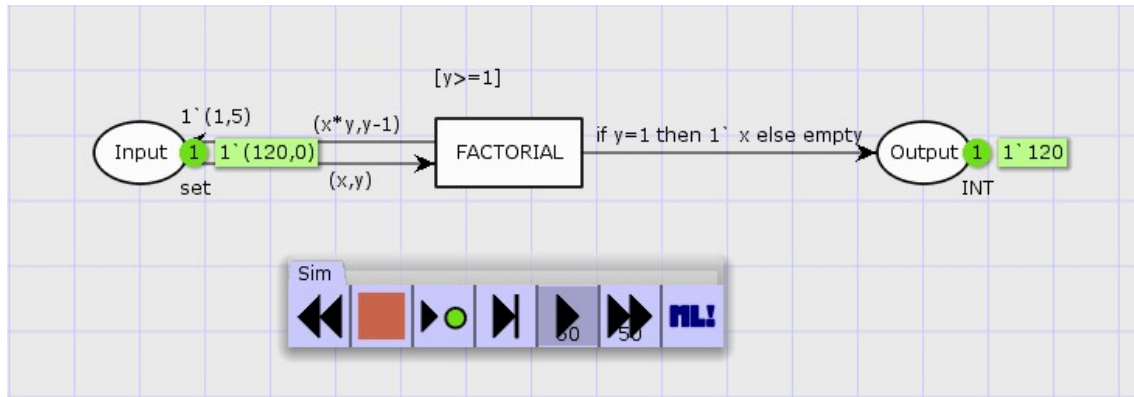 [y>=1]
1`(1,5)
(x*y,y-1)
Input 1 1`(120,0)
FACTORIAL
if y=1 then 1` x else empty
Output 1 1`120
(x,y)
set
INT
Sim
60
50
ML!